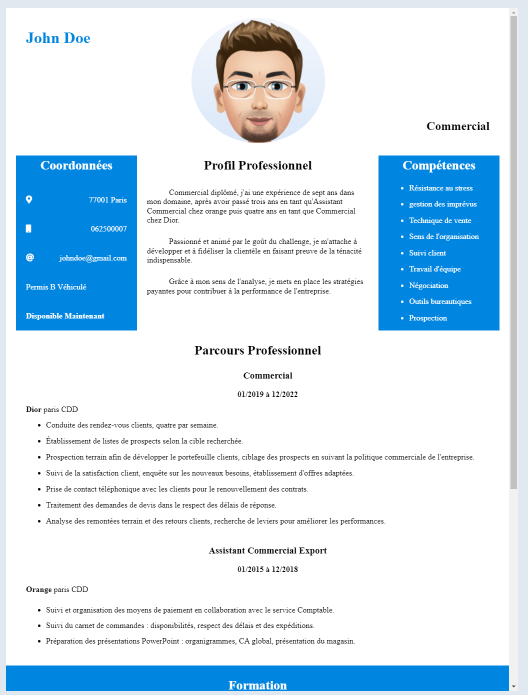 John Doe
Commercial
Coordonnées
77001 Paris
062500007
johndoe@gmail.com
Permis B Véhiculé
Disponible Maintenant
Profil Professionnel
Commercial diplômé, j'ai une expérience de sept ans dans
mon domaine, après avoir passé trois ans en tant qu'Assistant
Commercial chez orange puis quatre ans en tant que Commercial
chez Dior.
Passionné et animé par le goût du challenge, je m'attache à
développer et à fidéliser la clientèle en faisant preuve de la ténacité
indispensable.
Grâce à mon sens de l'analyse, je mets en place les stratégies
payantes pour contribuer à la performance de l'entreprise.
Compétences
Résistance au stress
gestion des imprévus
Technique de vente
Sens de l'organisation
Suivi client
Travail d'équipe
Négociation
Outils bureautiques
Prospection
Parcours Professionnel
Commercial
01/2019 à 12/2022
Dior paris CDD
Conduite des rendez-vous clients, quatre par semaine.
Établissement de listes de prospects selon la cible recherchée.
Prospection terrain afin de développer le portefeuille clients, ciblage des prospects en suivant la politique commerciale de l'entreprise.
Suivi de la satisfaction client, enquête sur les nouveaux besoins, établissement d'offres adaptées.
Prise de contact téléphonique avec les clients pour le renouvellement des contrats.
Traitement des demandes de devis dans le respect des délais de réponse.
Analyse des remontées terrain et des retours clients, recherche de leviers pour améliorer les performances.
Assistant Commercial Export
01/2015 à 12/2018
Orange paris CDD
Suivi et organisation des moyens de paiement en collaboration avec le service Comptable.
Suivi du carnet de commandes : disponibilités, respect des délais et des expéditions.
Préparation des présentations PowerPoint : organigrammes, CA global, présentation du magasin.
Formation